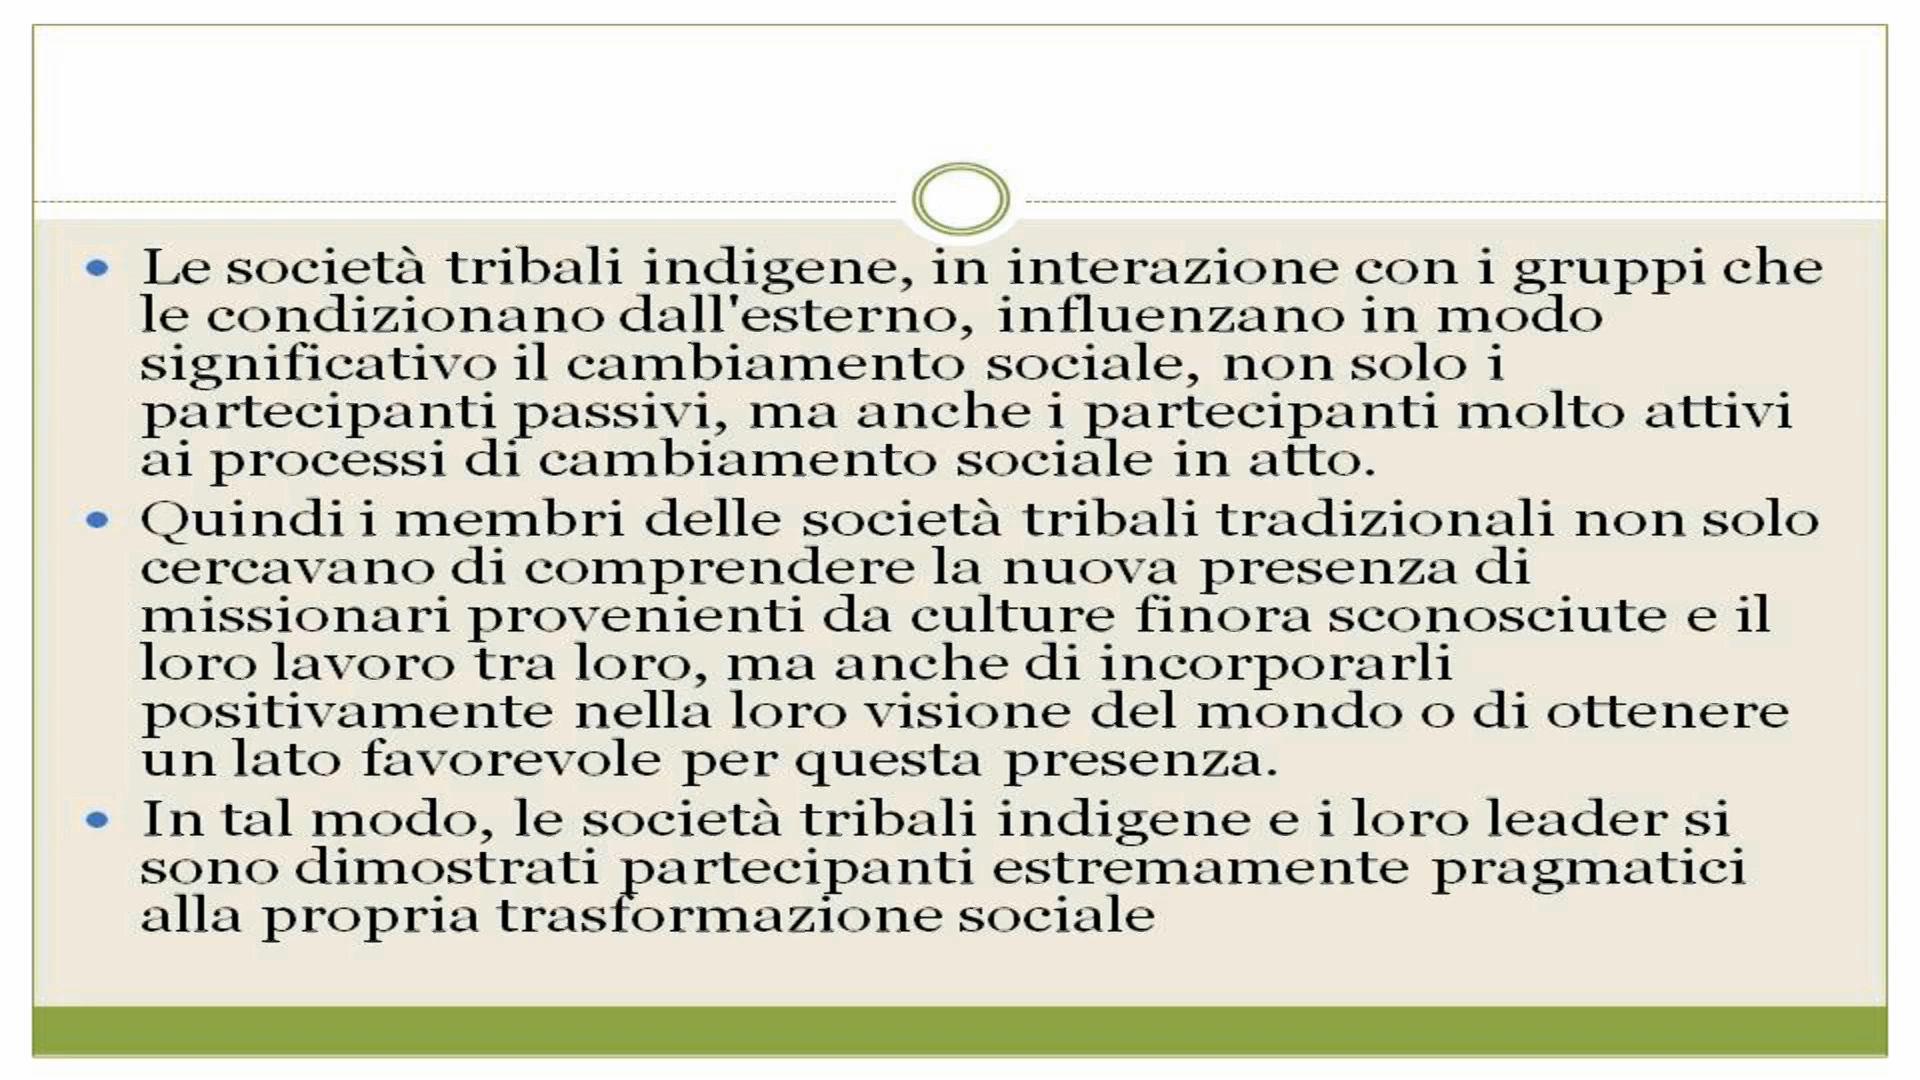 Le società tribali indigene, in interazione con i gruppi che
le condizionano dall'esterno, influenzano in modo
significativo il cambiamento sociale, non solo i
partecipanti passivi, ma anche i partecipanti molto attivi
ai processi di cambiamento sociale in atto.
Quindi i membri delle società tribali tradizionali non solo
cercavano di comprendere la nuova presenza di
missionari provenienti da culture finora sconosciute e il
loro lavoro tra loro, ma anche di incorporarli
positivamente nella loro visione del mondo o di ottenere
un lato favorevole per questa presenza.
In tal modo, le società tribali indigene e i loro leader si
sono dimostrati partecipanti estremamente pragmatici
alla propria trasformazione sociale